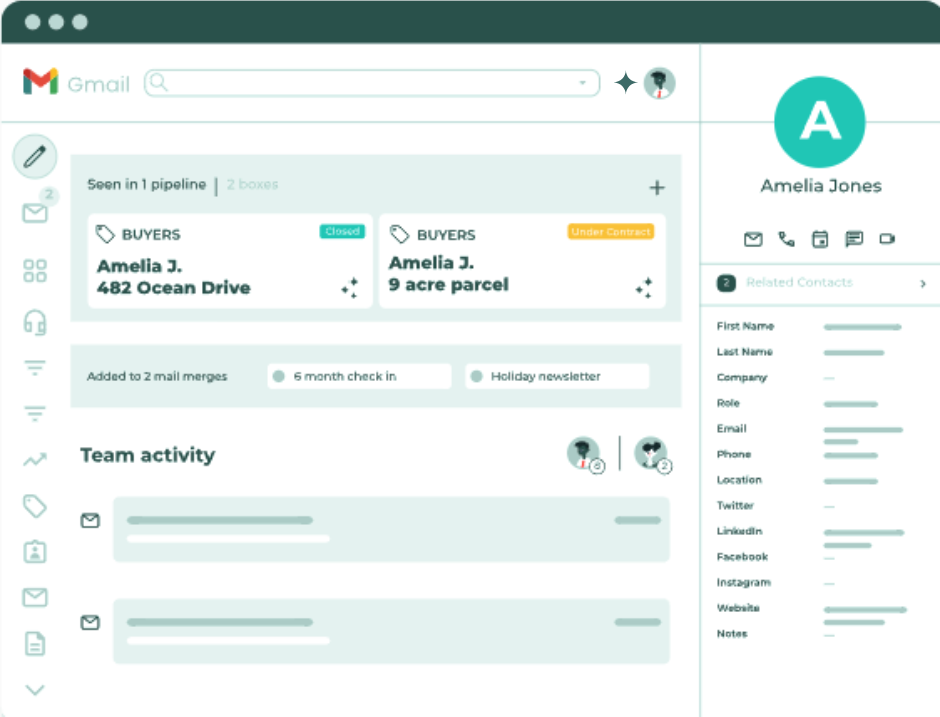 Gmail
Seen in 1 pipeline | 2 boxes
+
2
BUYERS
Closed
Amelia J.
482 Ocean Drive
BUYERS
Under Contract
Amelia J.
9 acre parcel
Added to 2 mail merges
6 month check in
Holiday newsletter
Team activity
8
2
A
Amelia Jones
2 Related Contacts
First Name
Last Name
Company —
Role
Email
Phone
Location
Twitter —
LinkedIn
Facebook —
Instagram —
Website
Notes —